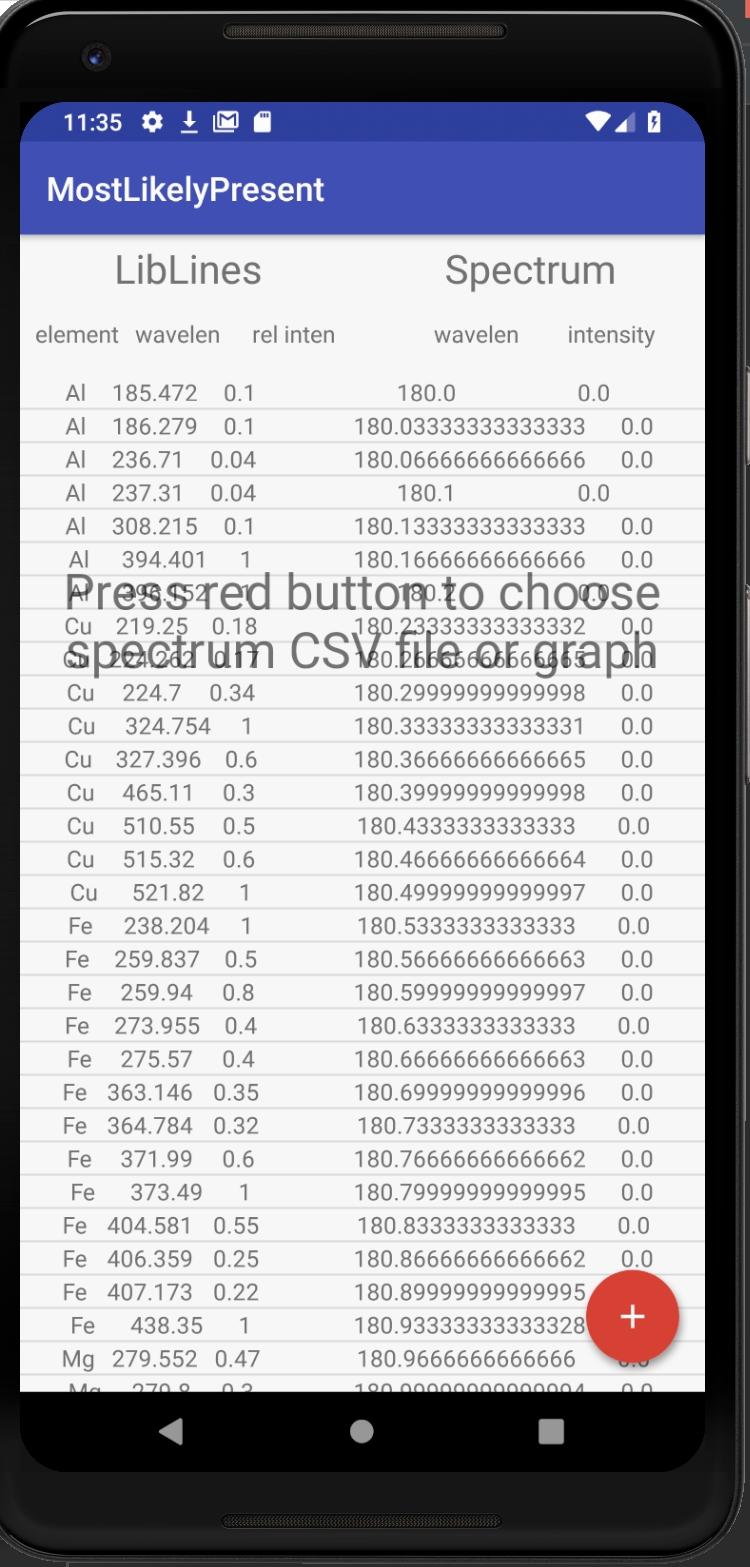 11:35
MostLikelyPresent
LibLines Spectrum
element wavelen rel inten wavelen intensity
Al 185.472 0.1 180.0 0.0
Al 186.279 0.1 180.03333333333333 0.0
Al 236.71 0.04 180.06666666666666 0.0
Al 237.31 0.04 180.1 0.0
Al 308.215 0.1 180.13333333333333 0.0
Al 394.401 1 180.16666666666666 0.0
Al 396.152 1 180.2 0.0
Press red button to choose
Cu 219.25 0.18 180.23333333333332 0.0
spectrum CSV file or graph
Cu 224.262 0.17 180.26666666666665 0.0
Cu 224.7 0.34 180.29999999999998 0.0
Cu 324.754 1 180.33333333333331 0.0
Cu 327.396 0.6 180.36666666666665 0.0
Cu 465.11 0.3 180.39999999999998 0.0
Cu 510.55 0.5 180.4333333333333 0.0
Cu 515.32 0.6 180.46666666666664 0.0
Cu 521.82 1 180.49999999999997 0.0
Fe 238.204 1 180.5333333333333 0.0
Fe 259.837 0.5 180.56666666666663 0.0
Fe 259.94 0.8 180.59999999999997 0.0
Fe 273.955 0.4 180.6333333333333 0.0
Fe 275.57 0.4 180.66666666666663 0.0
Fe 363.146 0.35 180.69999999999996 0.0
Fe 364.784 0.32 180.7333333333333 0.0
Fe 371.99 0.6 180.76666666666662 0.0
Fe 373.49 1 180.79999999999995 0.0
Fe 404.581 0.55 180.8333333333333 0.0
Fe 406.359 0.25 180.86666666666662 0.0
Fe 407.173 0.22 180.89999999999995
Fe 438.35 1 180.93333333333328
Mg 279.552 0.47 180.9666666666666 0.0
Mg 279.8 0.3 180.99999999999994 0.0